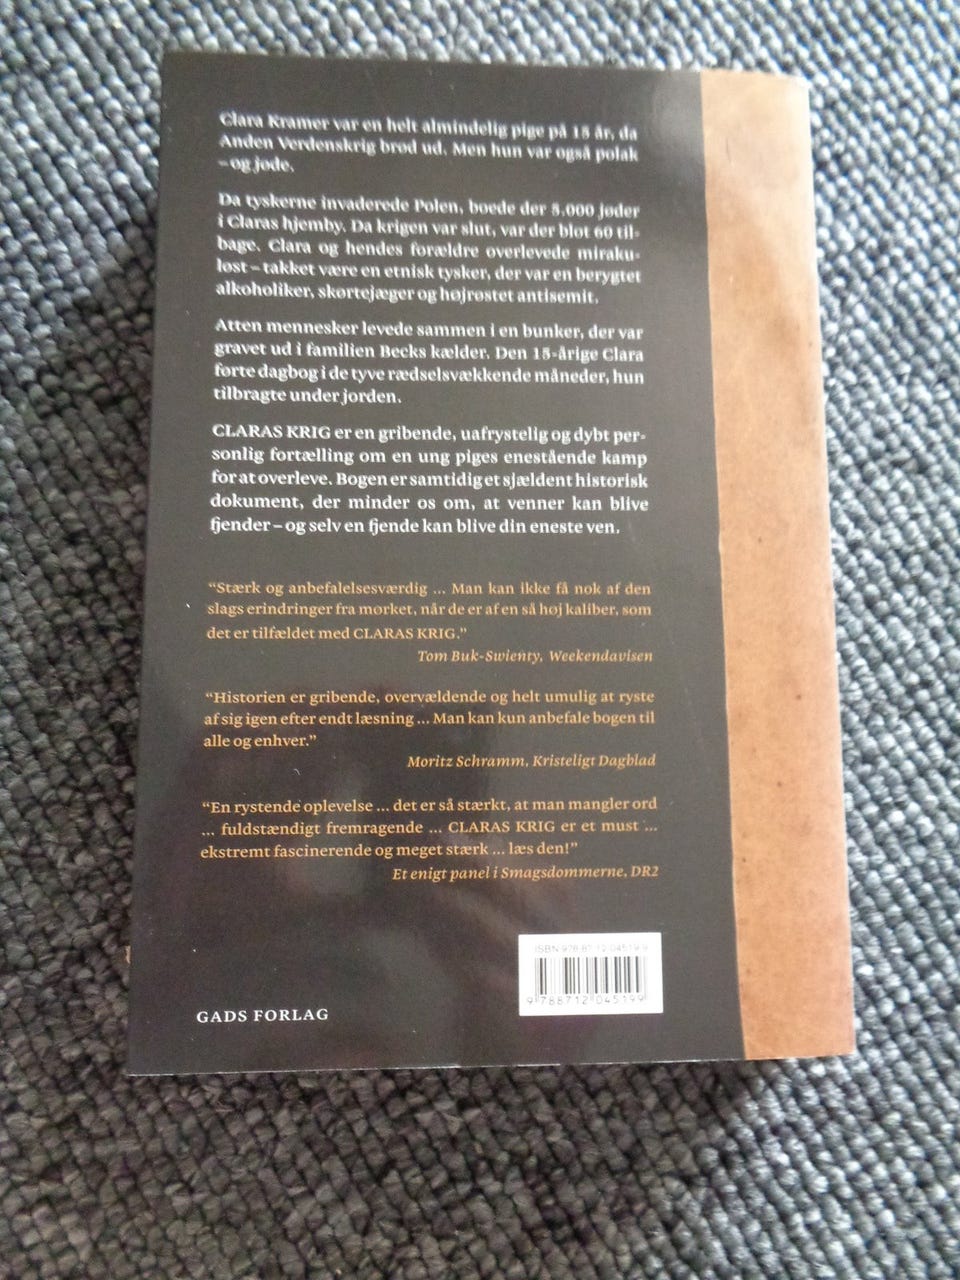 Clara Kramer var en helt almindelig pige på 15 år, da
Anden Verdenskrig brød ud. Men hun var også polak
– og jøde.
Da tyskerne invaderede Polen, boede der 5.000 jøder
i Claras hjemby. Da krigen var slut, var der blot 60 til-
bage. Clara og hendes forældre overlevede miraku-
løst – takket være en etnisk tysker, der var en berygtet
alkoholiker, skørtejæger og højrøstet antisemit.
Atten mennesker levede sammen i en bunker, der var
gravet ud i familien Becks kælder. Den 15-årige Clara
førte dagbog i de tyve rædselsvækkende måneder, hun
tilbragte under jorden.
CLARAS KRIG er en gribende, uafrystelig og dybt per-
sonlig fortælling om en ung piges enestående kamp
for at overleve. Bogen er samtidig et sjældent historisk
dokument, der minder os om, at venner kan blive
fjender – og selv en fjende kan blive din eneste ven.
“Stærk og anbefalelsesværdig ... Man kan ikke få nok af den
slags erindringer fra mørket, når de er af en så høj kaliber, som
det er tilfældet med CLARAS KRIG.”
Tom Buk-Swienty, Weekendavisen
“Historien er gribende, overvældende og helt umulig at ryste
af sig igen efter endt læsning ... Man kan kun anbefale bogen til
alle og enhver.”
Moritz Schramm, Kristeligt Dagblad
“En rystende oplevelse ... det er så stærkt, at man mangler ord
... fuldstændigt fremragende ... CLARAS KRIG er et must ...
ekstremt fascinerende og meget stærk ... læs den!”
Et enigt panel i Smagsdommerne, DR2
ISBN 978-87-12-04519-9
9 788712 045199
GADS FORLAG